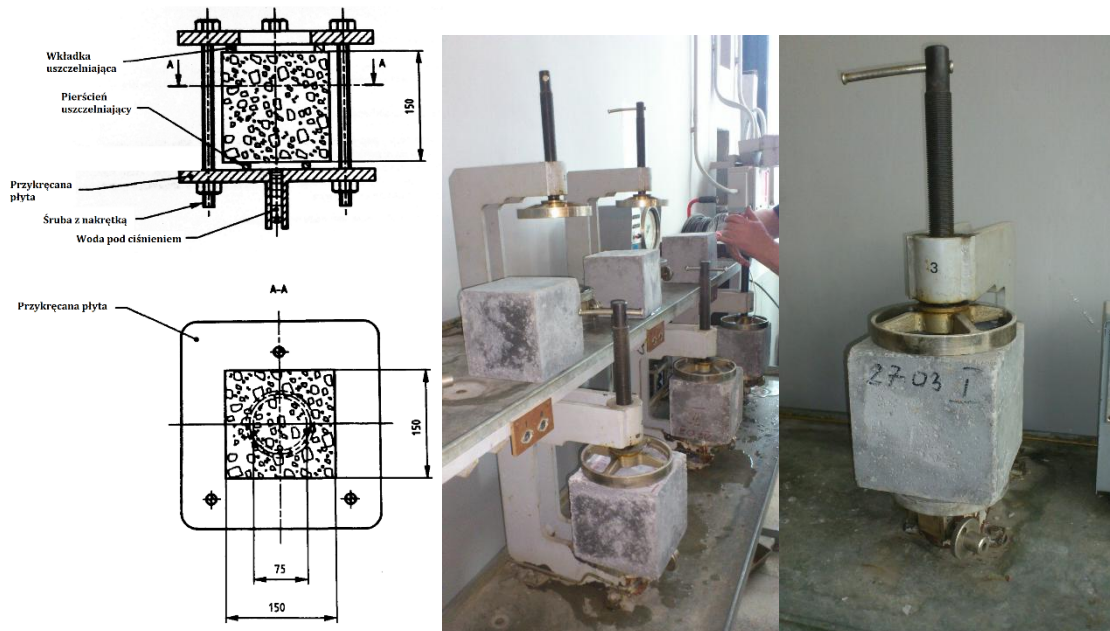 Wkładka
uszczelniająca
A
A
Pierścień
uszczelniający
150
Przykręcana
płyta
Śruba z nakrętką
Woda pod ciśnieniem
A-A
Przykręcana płyta
150
75
150
3
27-03 I